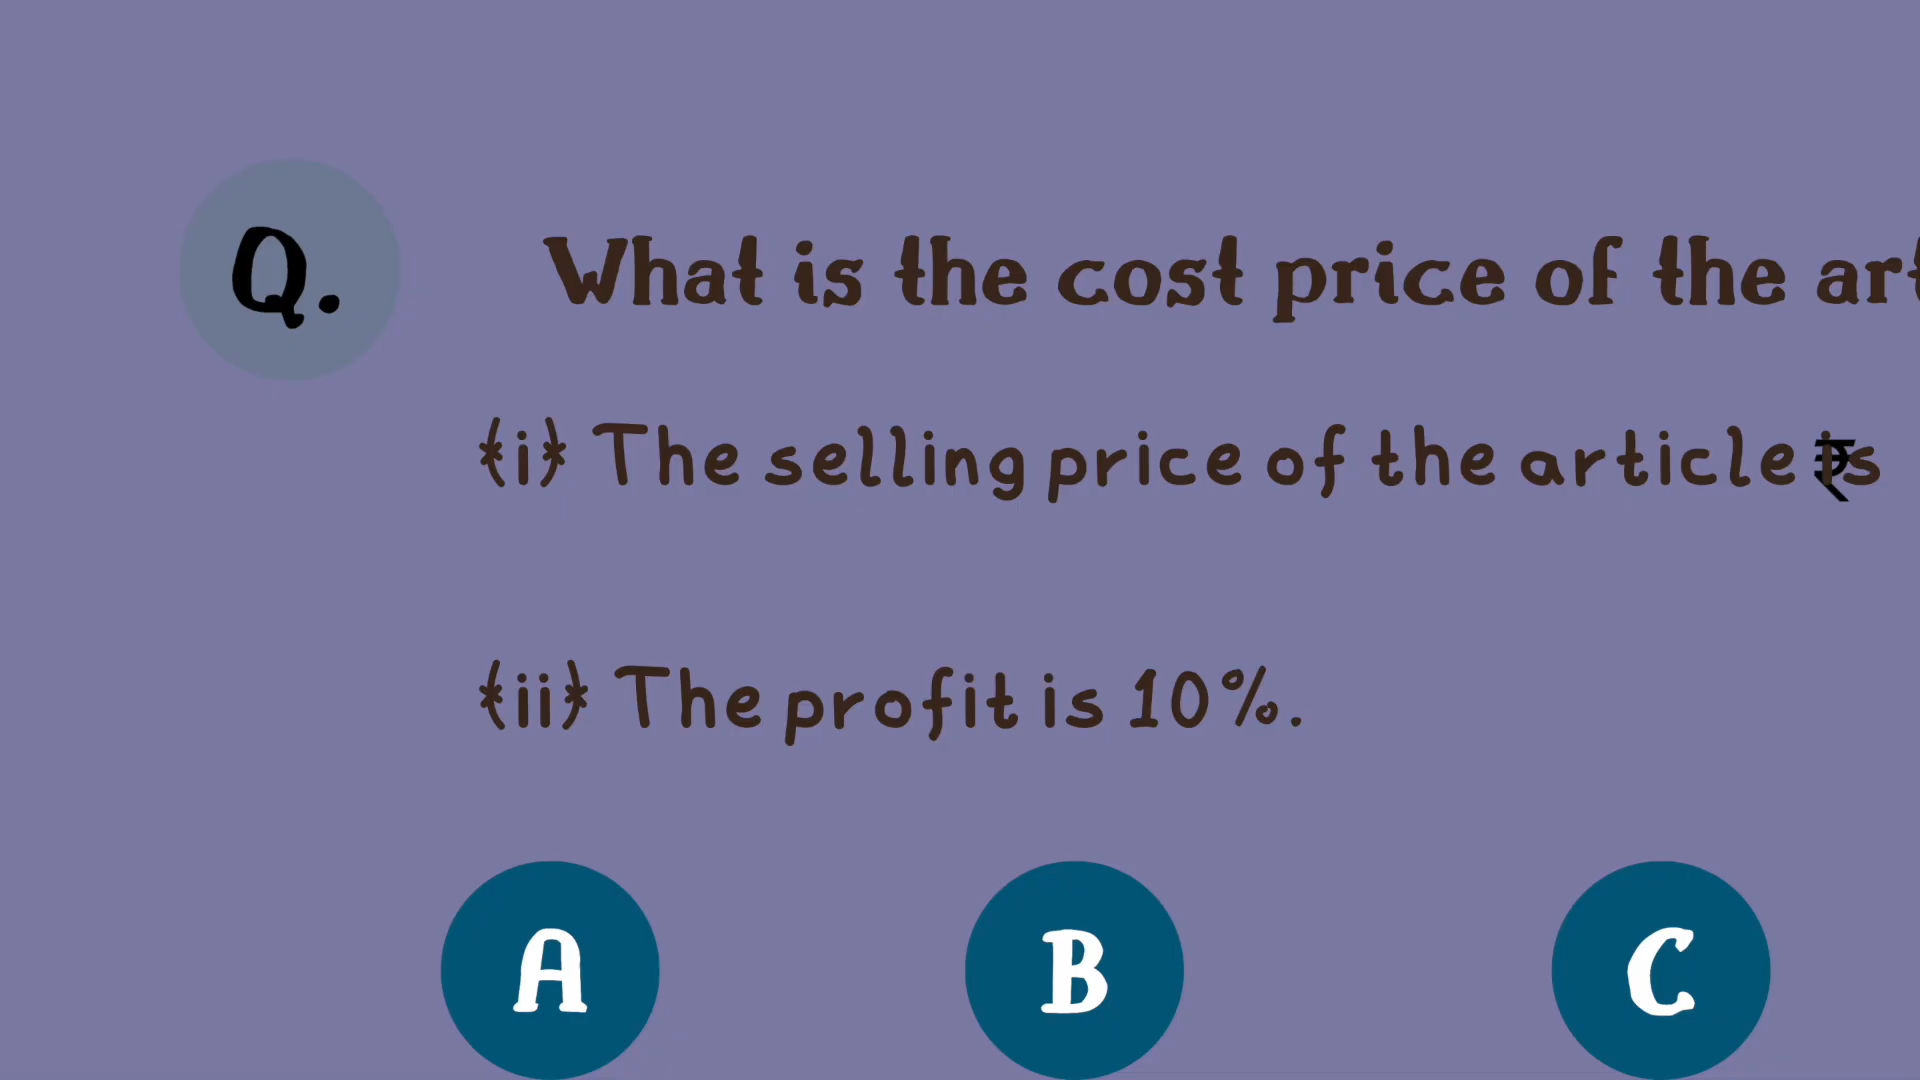 Q. What is the cost price of the art
(i) The selling price of the article is ₹
(ii) The profit is 10%.
A B C